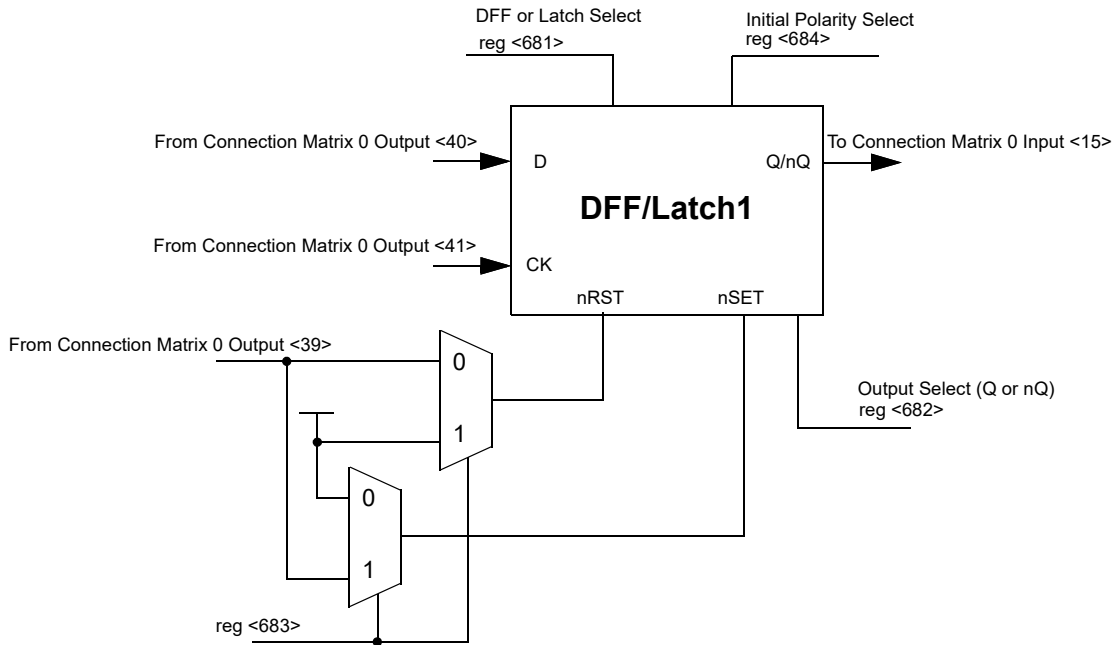 DFF or Latch Select
reg <681>
Initial Polarity Select
reg <684>
From Connection Matrix 0 Output <40>
D
Q/nQ
To Connection Matrix 0 Input <15>
DFF/Latch1
From Connection Matrix 0 Output <41>
CK
nRST
nSET
From Connection Matrix 0 Output <39>
0
1
Output Select (Q or nQ)
reg <682>
0
1
reg <683>